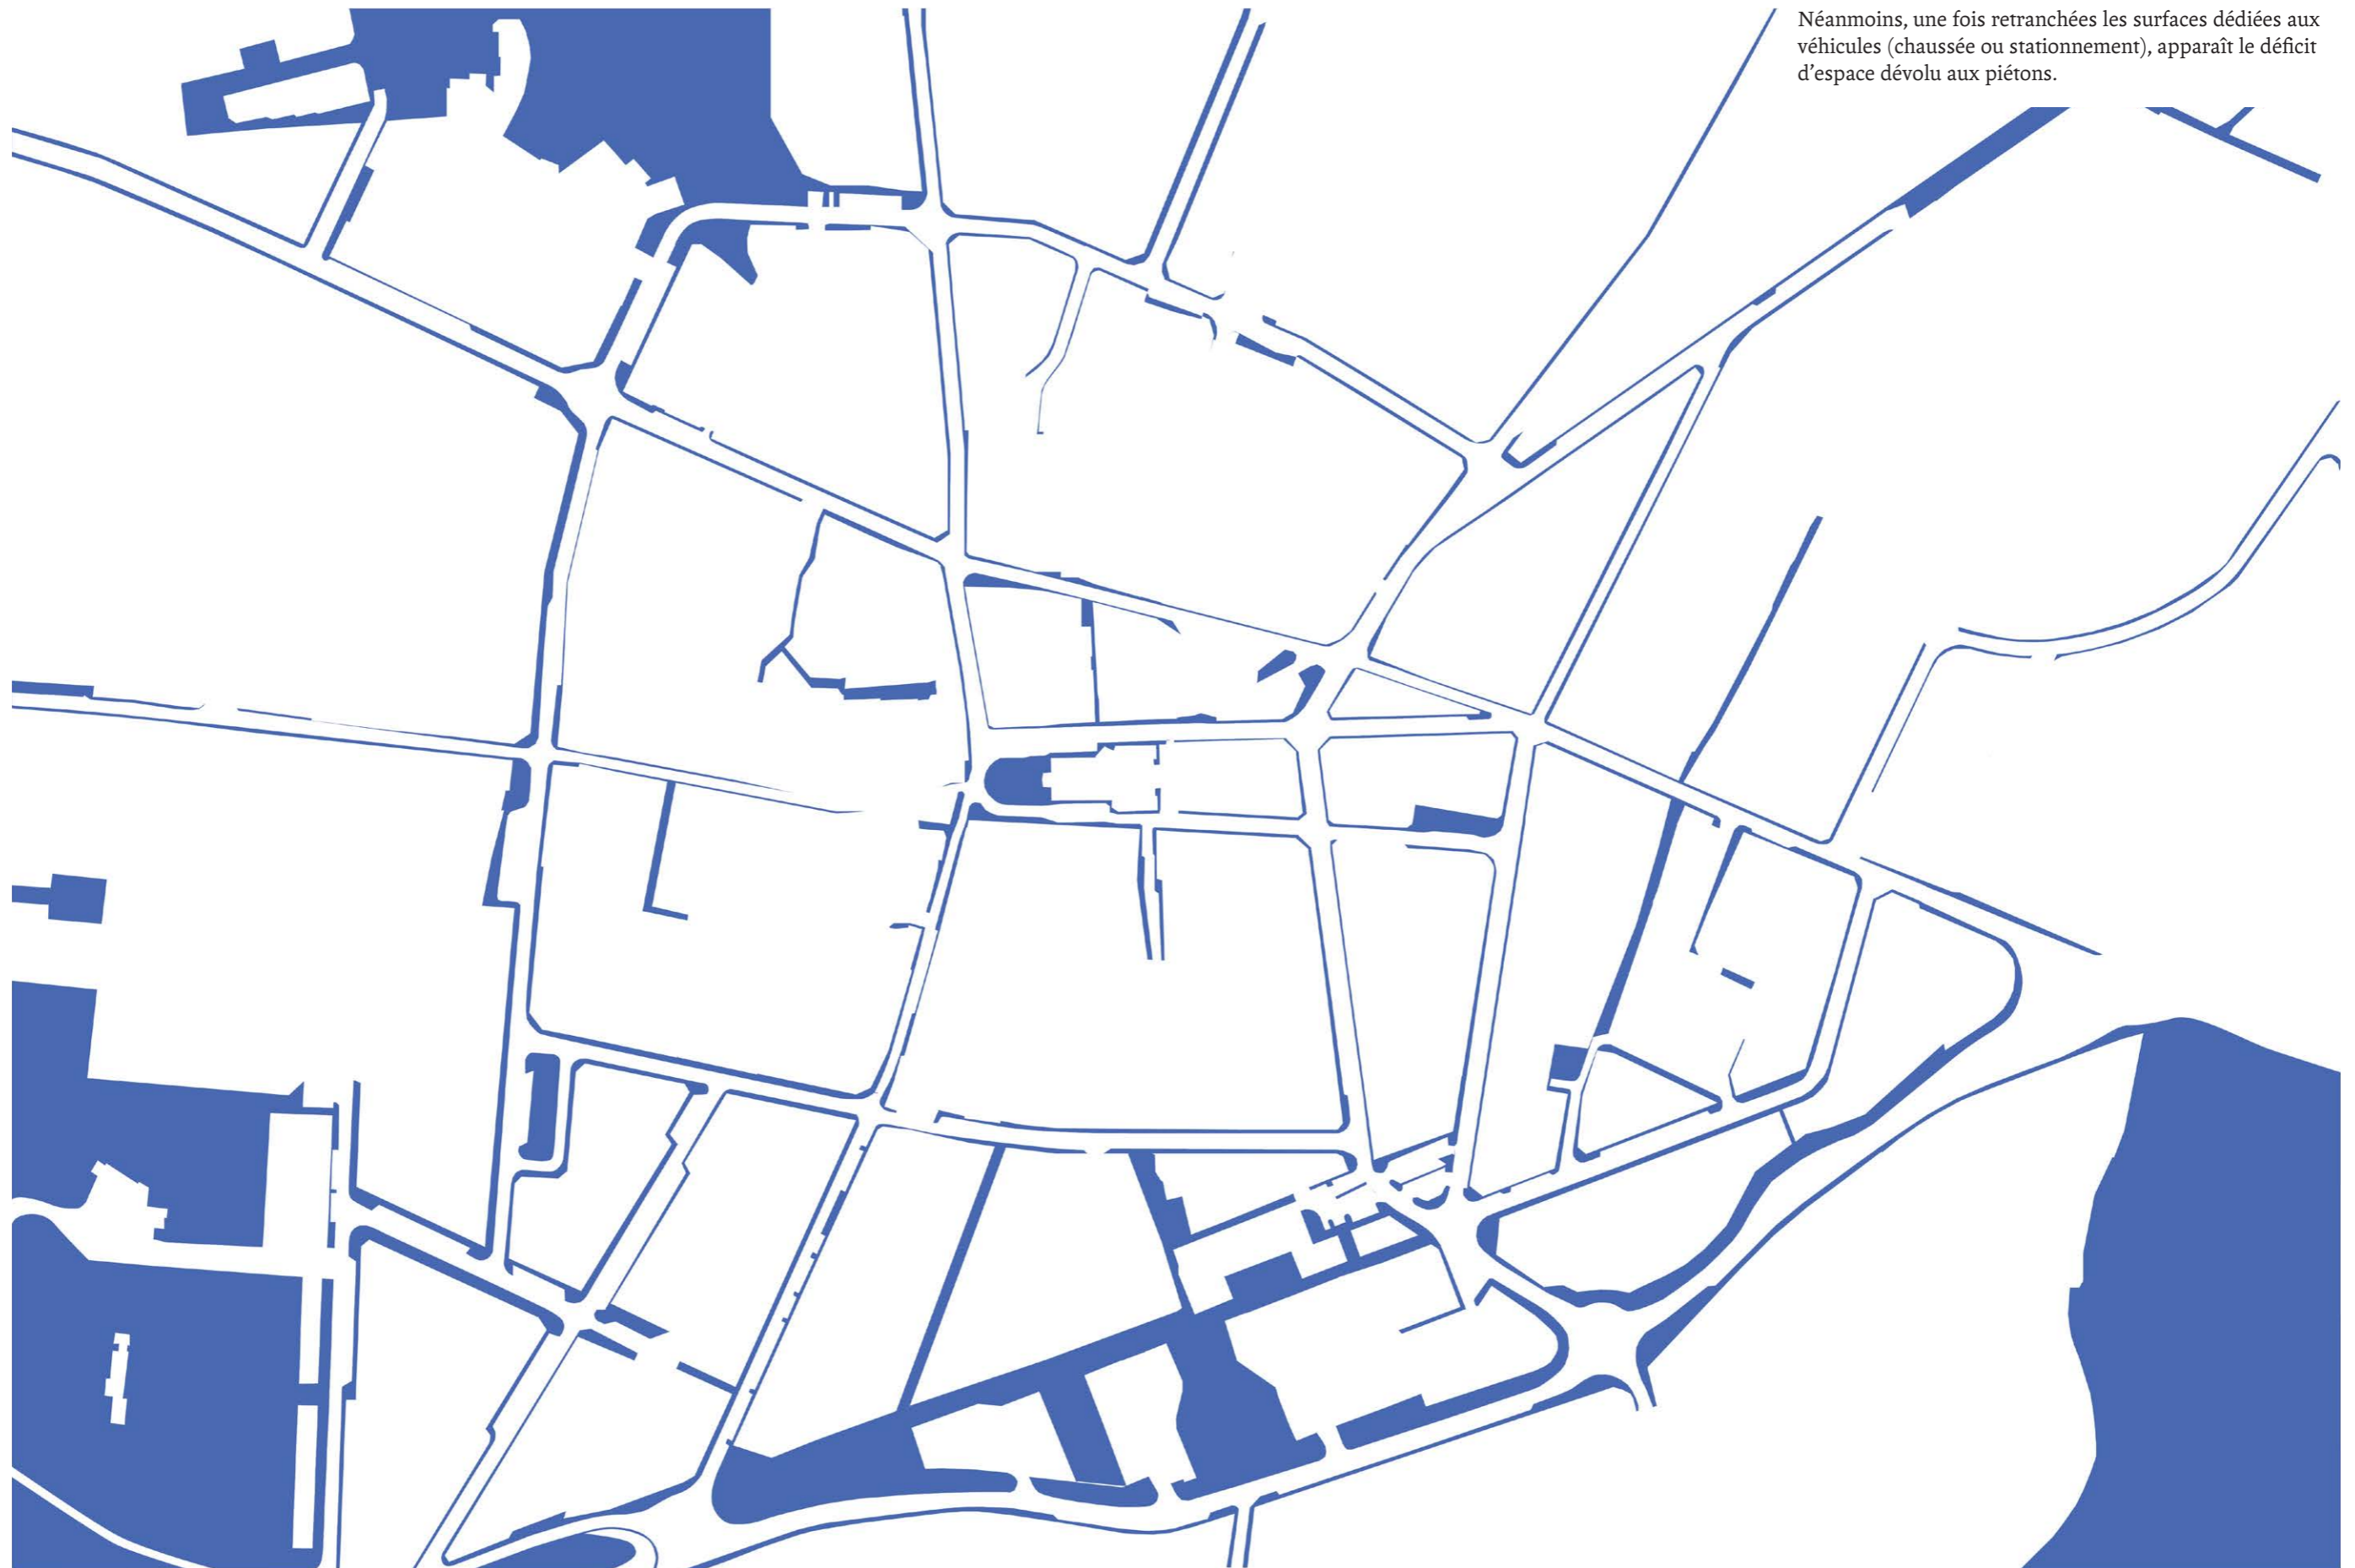 Néanmoins, une fois retranchées les surfaces dédiées aux
véhicules (chaussée ou stationnement), apparaît le déficit
d’espace dévolu aux piétons.